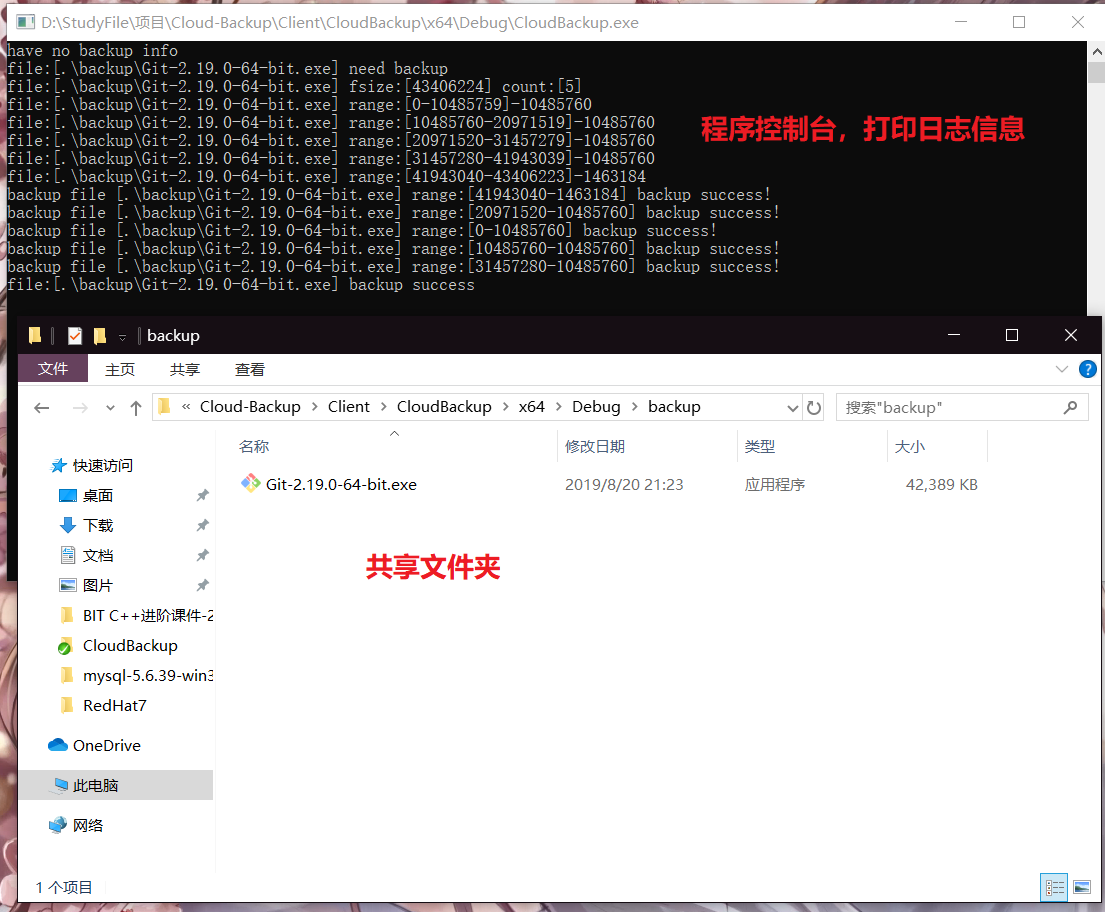 D:\StudyFile\项目\Cloud-Backup\Client\CloudBackup\x64\Debug\CloudBackup.exe
have no backup info
file:[.\backup\Git-2.19.0-64-bit.exe] need backup
file:[.\backup\Git-2.19.0-64-bit.exe] fsize:[43406224] count:[5]
file:[.\backup\Git-2.19.0-64-bit.exe] range:[0-10485759]-10485760
file:[.\backup\Git-2.19.0-64-bit.exe] range:[10485760-20971519]-10485760
file:[.\backup\Git-2.19.0-64-bit.exe] range:[20971520-31457279]-10485760
file:[.\backup\Git-2.19.0-64-bit.exe] range:[31457280-41943039]-10485760
file:[.\backup\Git-2.19.0-64-bit.exe] range:[41943040-43406223]-1463184
backup file [.\backup\Git-2.19.0-64-bit.exe] range:[41943040-1463184] backup success!
backup file [.\backup\Git-2.19.0-64-bit.exe] range:[20971520-10485760] backup success!
backup file [.\backup\Git-2.19.0-64-bit.exe] range:[0-10485760] backup success!
backup file [.\backup\Git-2.19.0-64-bit.exe] range:[10485760-10485760] backup success!
backup file [.\backup\Git-2.19.0-64-bit.exe] range:[31457280-10485760] backup success!
file:[.\backup\Git-2.19.0-64-bit.exe] backup success
程序控制台，打印日志信息
backup
文件 主页 共享 查看
« Cloud-Backup > Client > CloudBackup > x64 > Debug > backup 搜索"backup"
名称 修改日期 类型 大小
Git-2.19.0-64-bit.exe 2019/8/20 21:23 应用程序 42,389 KB
共享文件夹
快速访问
桌面
下载
文档
图片
BIT C++进阶课件-2
CloudBackup
mysql-5.6.39-win3
RedHat7
OneDrive
此电脑
网络
1 个项目